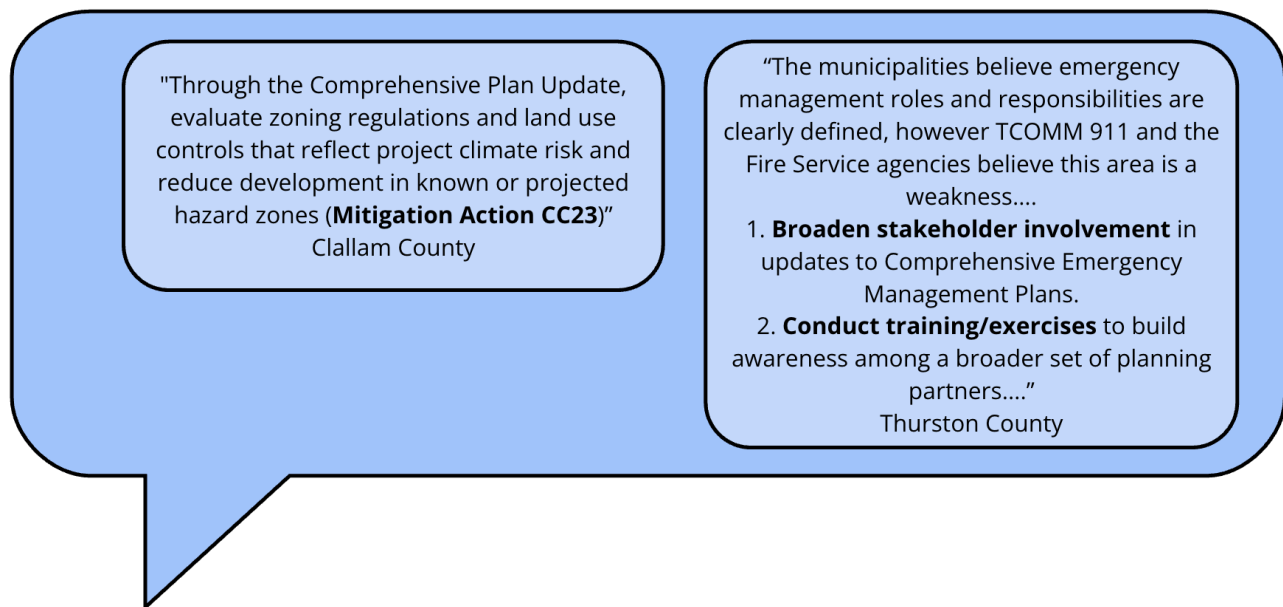 "Through the Comprehensive Plan Update,
evaluate zoning regulations and land use
controls that reflect project climate risk and
reduce development in known or projected
hazard zones (Mitigation Action CC23)”
Clallam County
“The municipalities believe emergency
management roles and responsibilities are
clearly defined, however TCOMM 911 and the
Fire Service agencies believe this area is a
weakness....
1. Broaden stakeholder involvement in
updates to Comprehensive Emergency
Management Plans.
2. Conduct training/exercises to build
awareness among a broader set of planning
partners....”
Thurston County